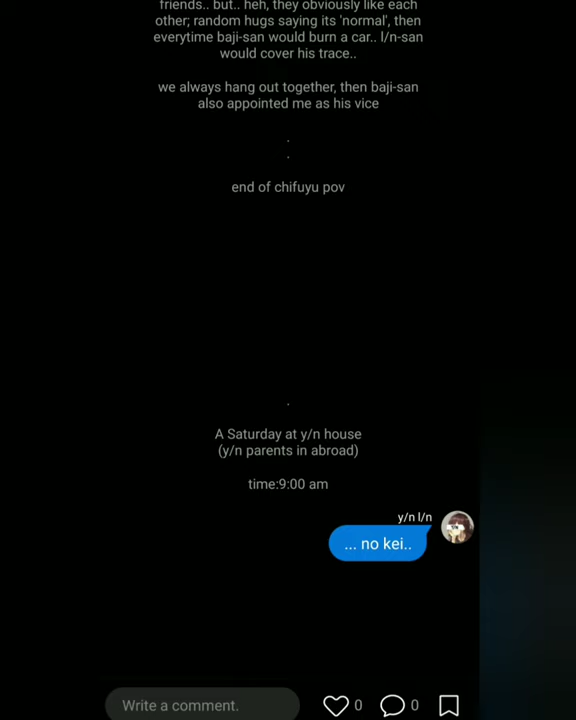 friends.. but.. heh, they obviously like each
other; random hugs saying its 'normal', then
everytime baji-san would burn a car.. l/n-san
would cover his trace..
we always hang out together, then baji-san
also appointed me as his vice
.
.
end of chifuyu pov
.
A Saturday at y/n house
(y/n parents in abroad)
time:9:00 am
y/n l/n
... no kei..
Write a comment.
0
0